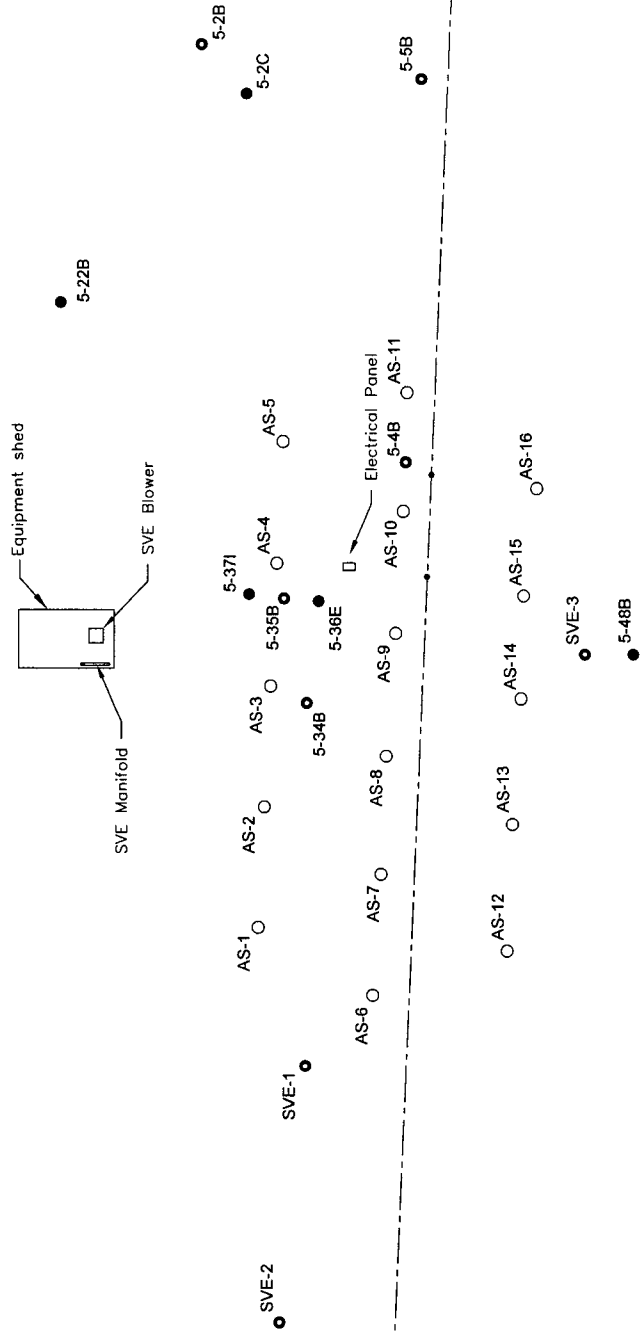 5-2B
5-2C
5-5B
5-22B
Equipment shed
SVE Blower
SVE Manifold
AS-5
AS-4
5-37I
5-35B
5-36E
AS-3
5-34B
AS-2
AS-1
SVE-1
SVE-2
Electrical Panel
AS-11
5-4B
AS-10
AS-9
AS-8
AS-7
AS-6
AS-16
AS-15
AS-14
AS-13
AS-12
SVE-3
5-48B